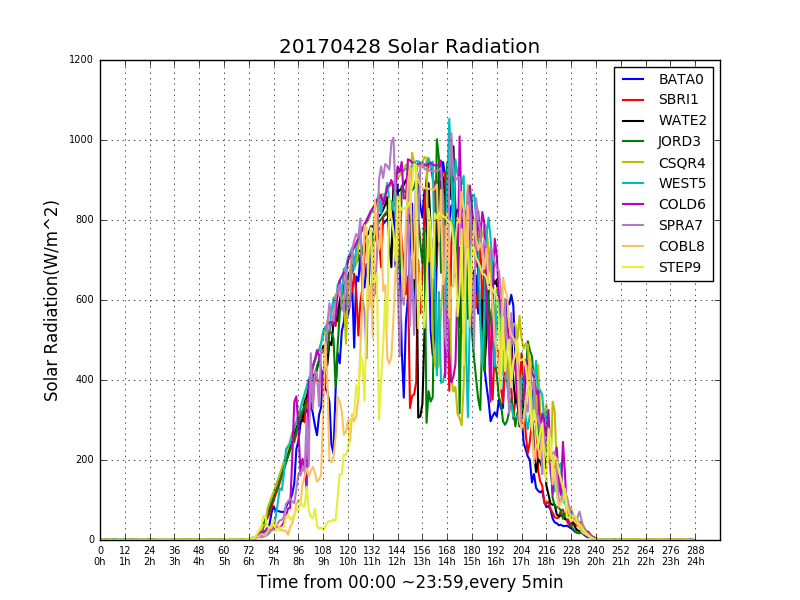 20170428 Solar Radiation
1200
1000
800
600
400
200
0
Solar Radiation(W/m^2)
BATA0
SBRI1
WATE2
JORD3
CSQR4
WEST5
COLD6
SPRA7
COBL8
STEP9
0 12 24 36 48 60 72 84 96 108 120 132 144 156 168 180 192 204 216 228 240 252 264 276 288
0h 1h 2h 3h 4h 5h 6h 7h 8h 9h 10h 11h 12h 13h 14h 15h 16h 17h 18h 19h 20h 21h 22h 23h 24h
Time from 00:00 ~23:59,every 5min